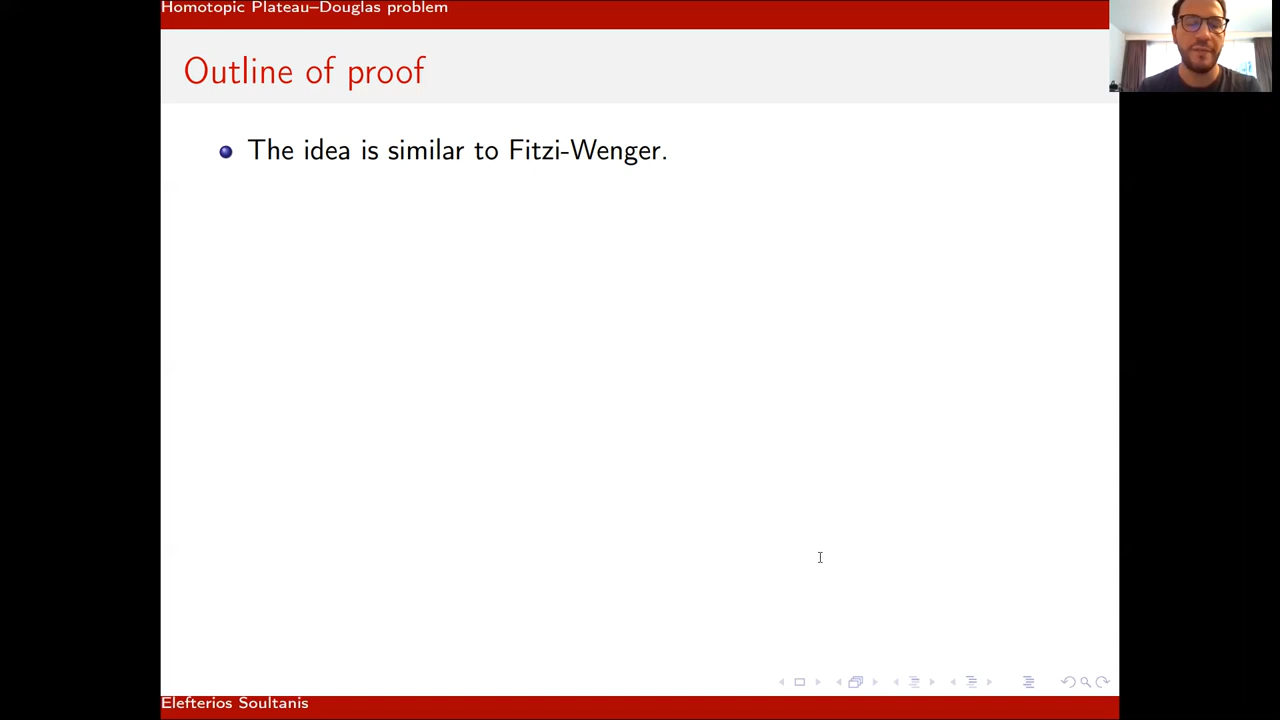 Homotopic Plateau–Douglas problem
Outline of proof
The idea is similar to Fitzi-Wenger.
Elefterios Soultanis